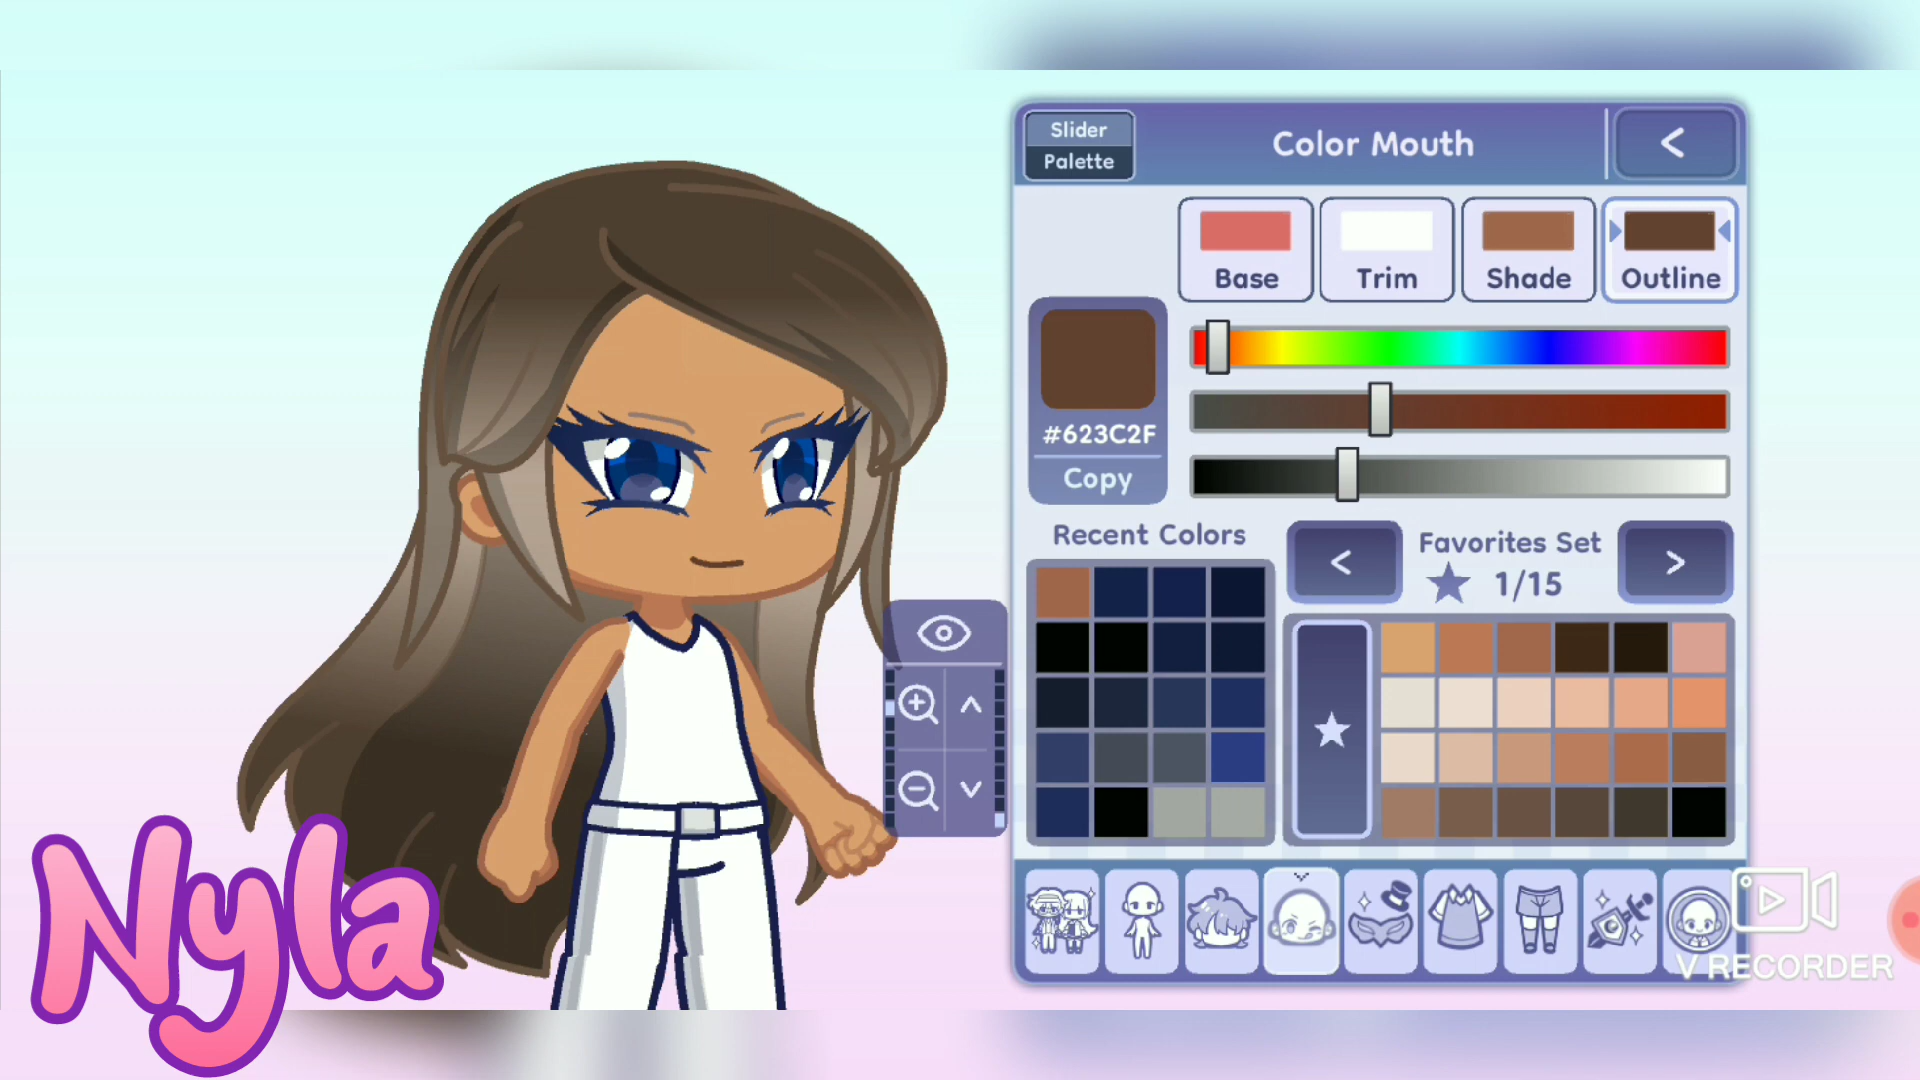 Slider
Palette
Color Mouth
<
Base
Trim
Shade
Outline
#623C2F
Copy
Recent Colors
<
Favorites Set
1/15
>
Nyla
V RECORDER